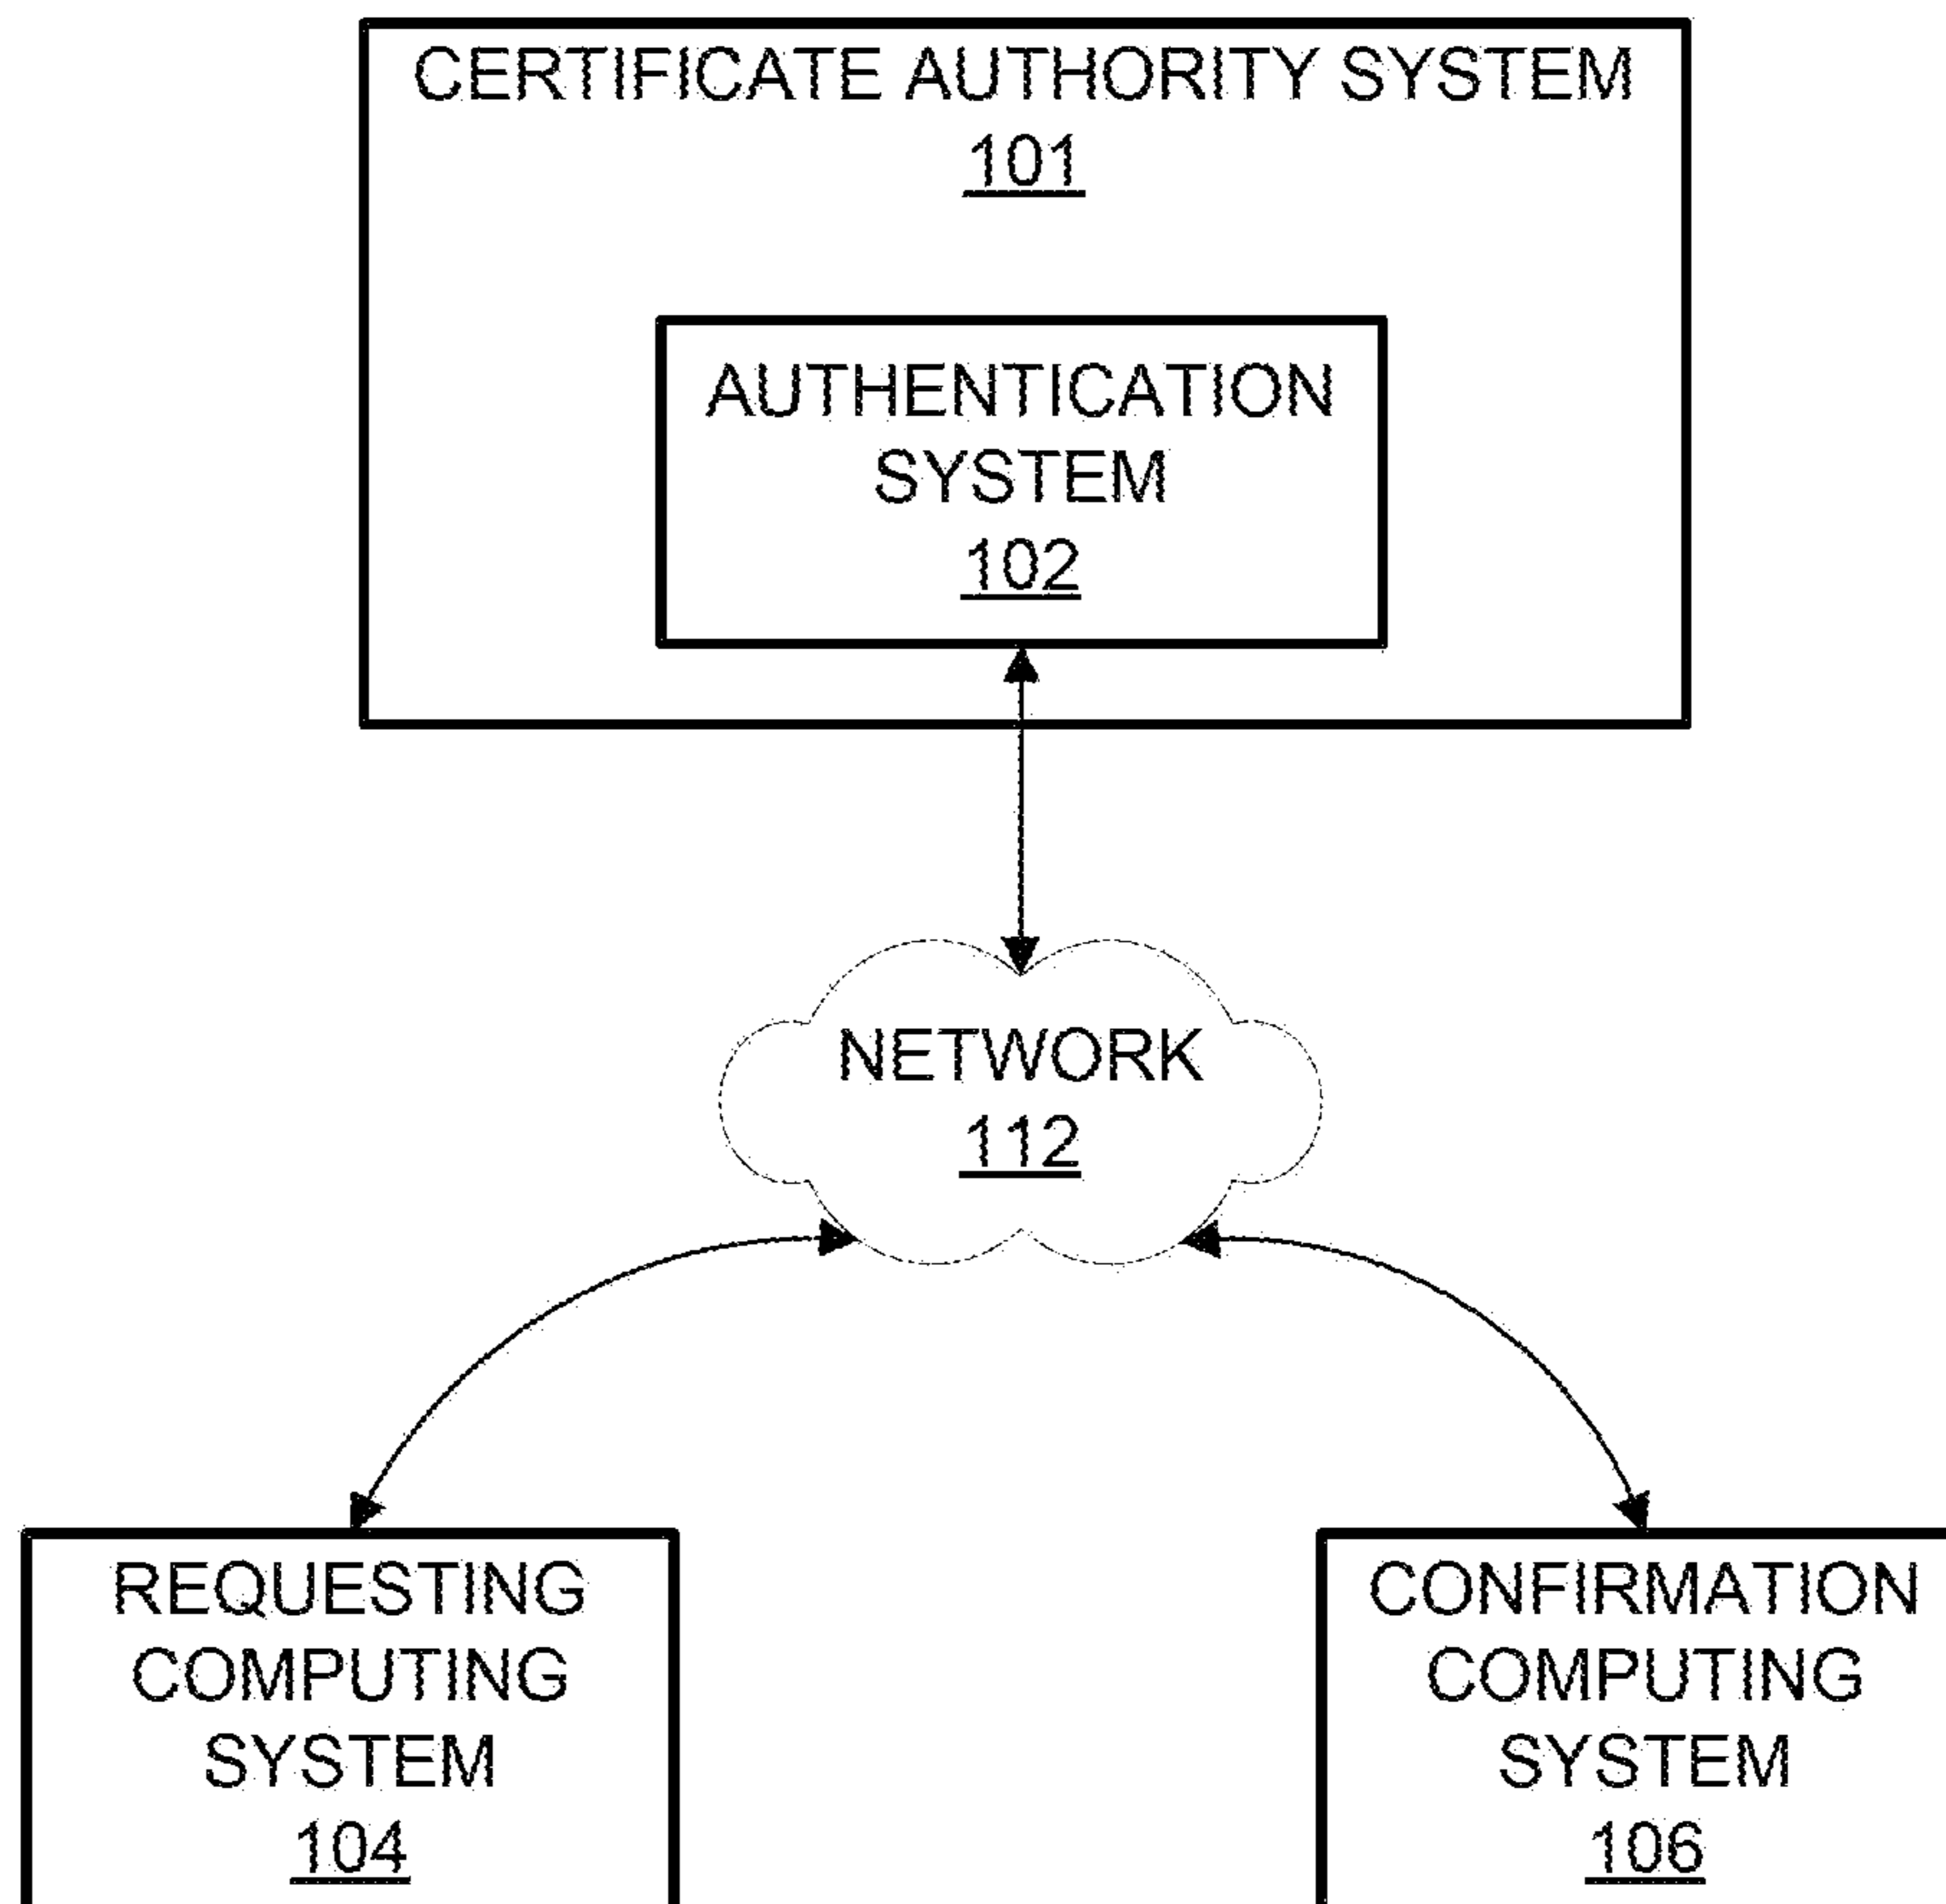 CERTIFICATE AUTHORITY SYSTEM
101
AUTHENTICATION
SYSTEM
102
NETWORK
112
REQUESTING
COMPUTING
SYSTEM
104
CONFIRMATION
COMPUTING
SYSTEM
106